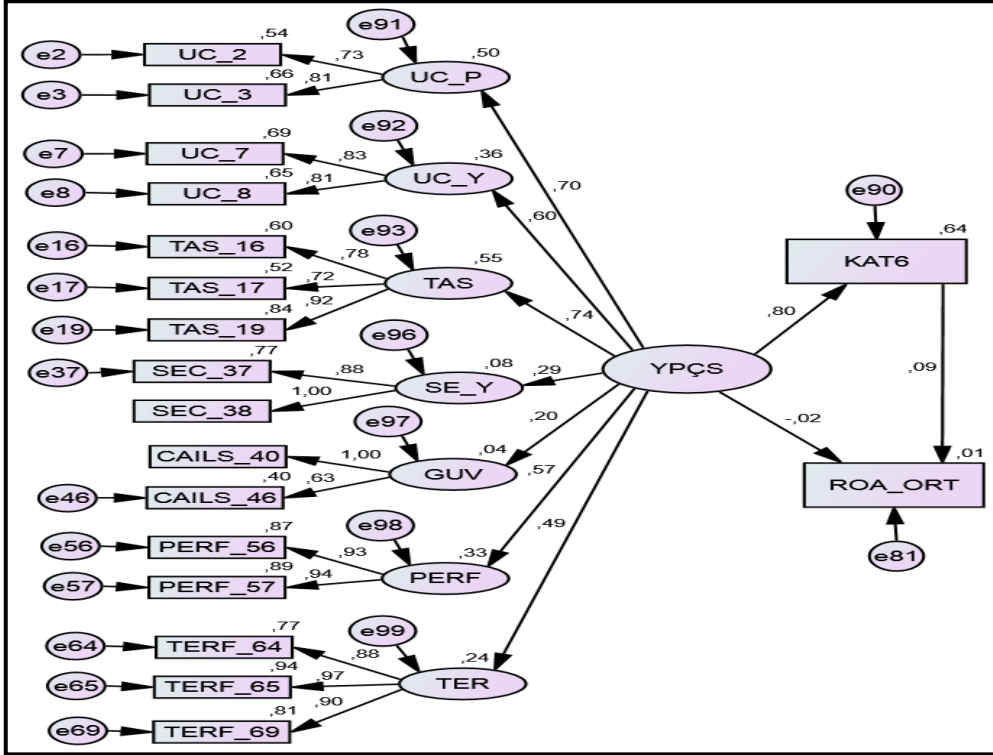 e91
,54
,50
e2
UC_2
,73
UC_P
,66
,81
e3
UC_3
e92
,69
,36
e7
UC_7
,83
UC_Y
,70
,65
,81
e8
UC_8
,60
e90
,60
e93
,64
e16
TAS_16
,78
,55
KAT6
,52
,72
e17
TAS_17
TAS
,84
,92
,74
,80
e19
TAS_19
e96
,77
,08
YPÇS
e37
SEC_37
,88
SE_Y
,29
,09
1,00
SEC_38
e97
,20
-,02
CAILS_40
1,00
,04
,01
,40
,63
GUV
,57
ROA_ORT
e46
CAILS_46
,49
,87
e98
e56
PERF_56
,93
,33
e81
,89
,94
PERF
e57
PERF_57
,77
e99
e64
TERF_64
,88
,24
,94
,97
e65
TERF_65
TER
,81
,90
e69
TERF_69